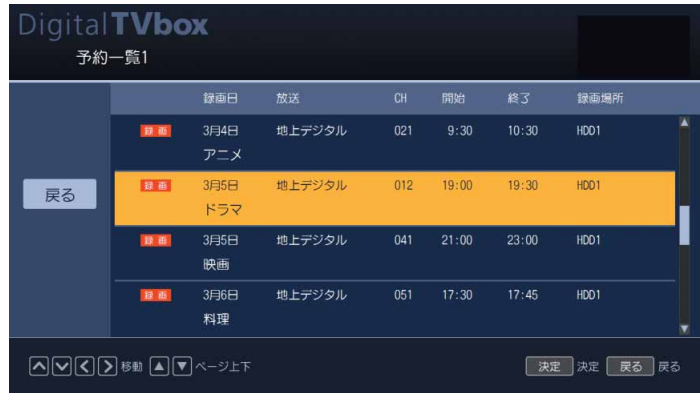 DigitalTVbox
予約一覧1
録画日 放送 CH 開始 終了 録画場所
録画 3月4日 地上デジタル 021 9:30 10:30 HDD1
アニメ
戻る
録画 3月5日 地上デジタル 012 19:00 19:30 HDD1
ドラマ
録画 3月5日 地上デジタル 041 21:00 23:00 HDD1
映画
録画 3月6日 地上デジタル 051 17:30 17:45 HDD1
料理
移動 ページ上下 決定 決定 戻る 戻る